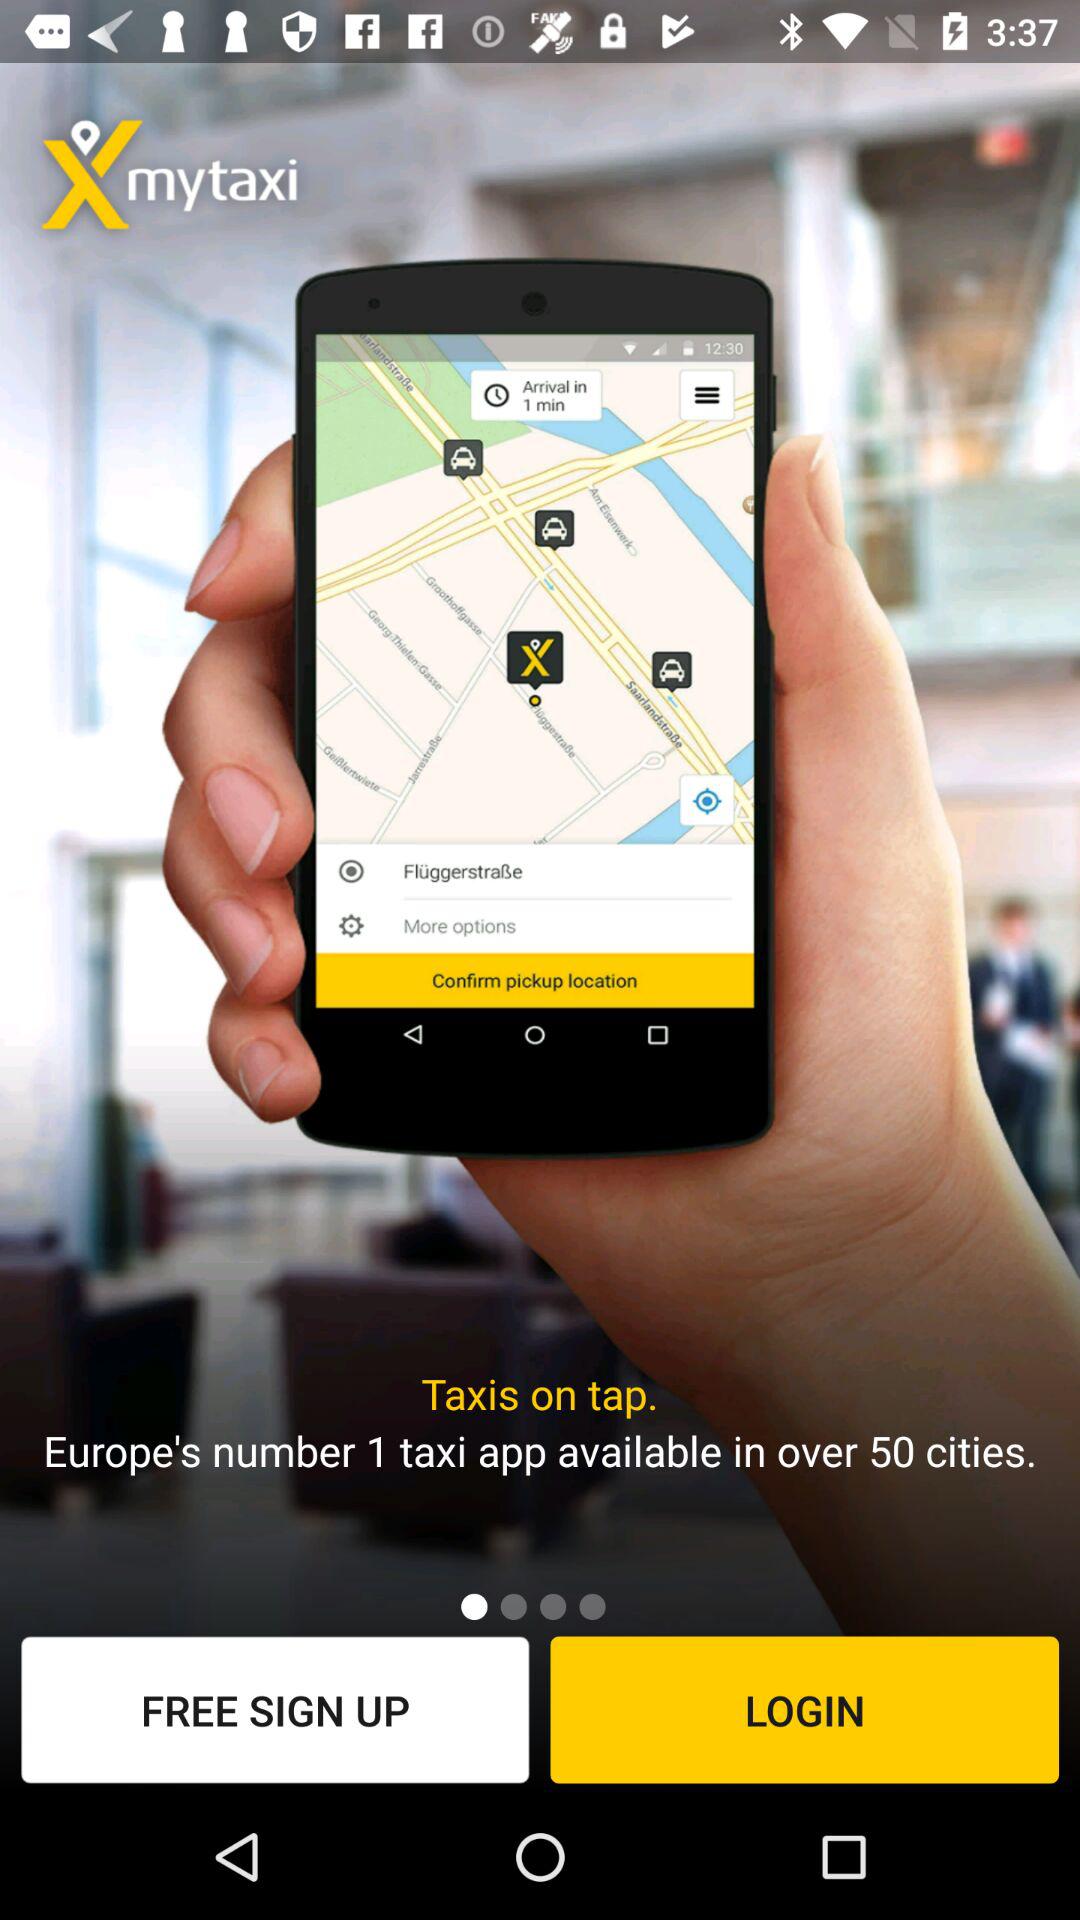 FAKE
3:37
mytaxi
12:30
Arrival in
1 min
Am Eisenwerk
Groothoffgasse
Georg-Thielen-Gasse
Saarlandstraße
Jarrestraße
Geißlertwiete
Flüggerstraße
More options
Confirm pickup location
Taxis on tap.
Europe's number 1 taxi app available in over 50 cities.
FREE SIGN UP
LOGIN